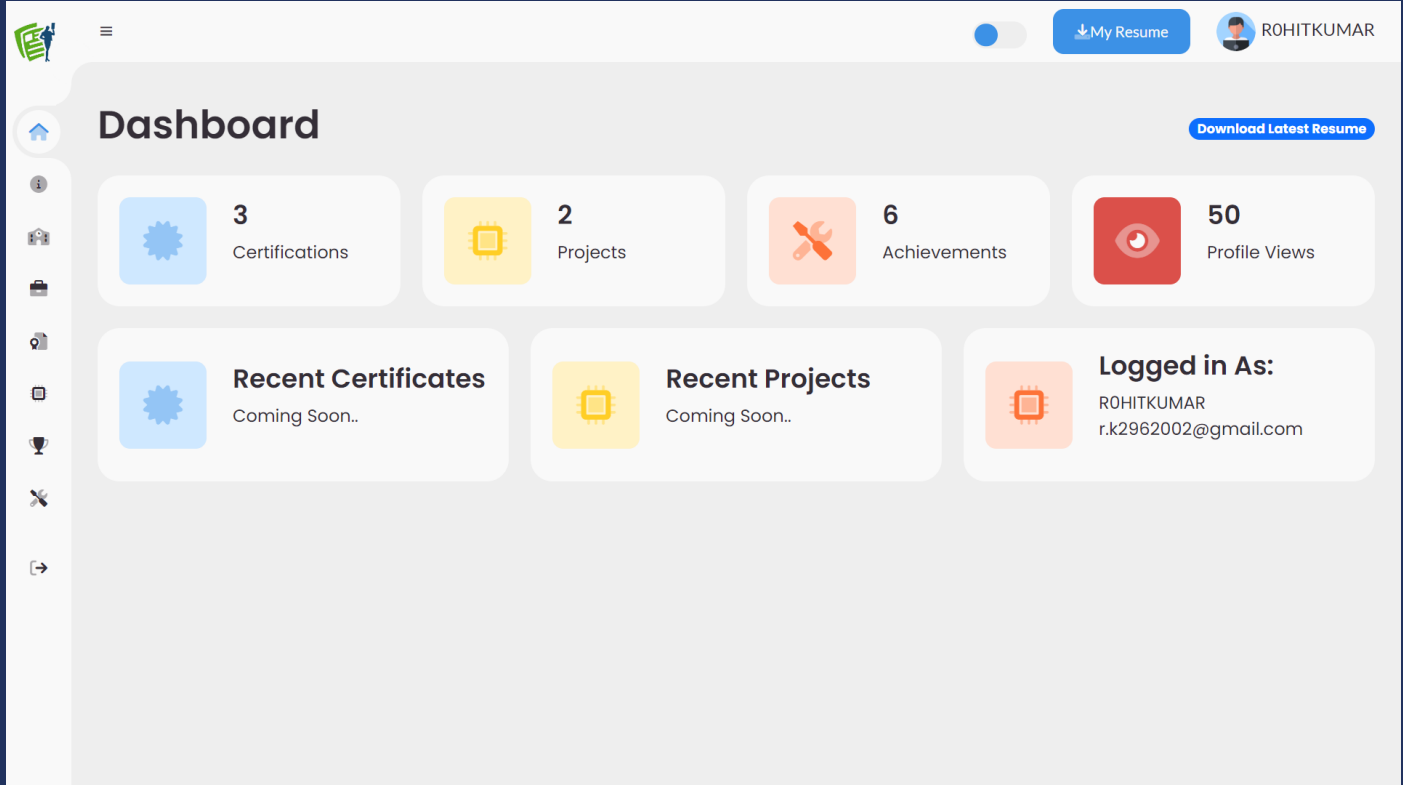 My Resume
R0HITKUMAR
Dashboard
Download Latest Resume
3
Certifications
2
Projects
6
Achievements
50
Profile Views
Recent Certificates
Coming Soon..
Recent Projects
Coming Soon..
Logged in As:
R0HITKUMAR
r.k2962002@gmail.com